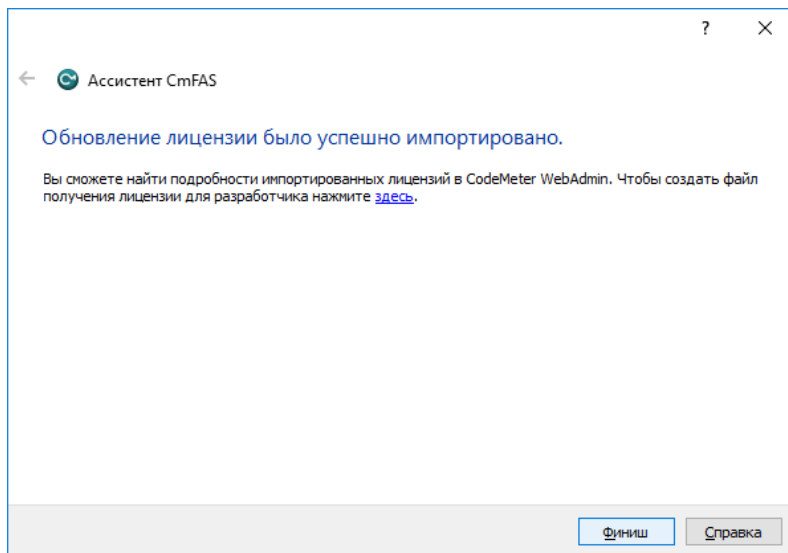 ?
Ассистент CmFAS
Обновление лицензии было успешно импортировано.
Вы сможете найти подробности импортированных лицензий в CodeMeter WebAdmin. Чтобы создать файл
получения лицензии для разработчика нажмите здесь.
Финиш Справка